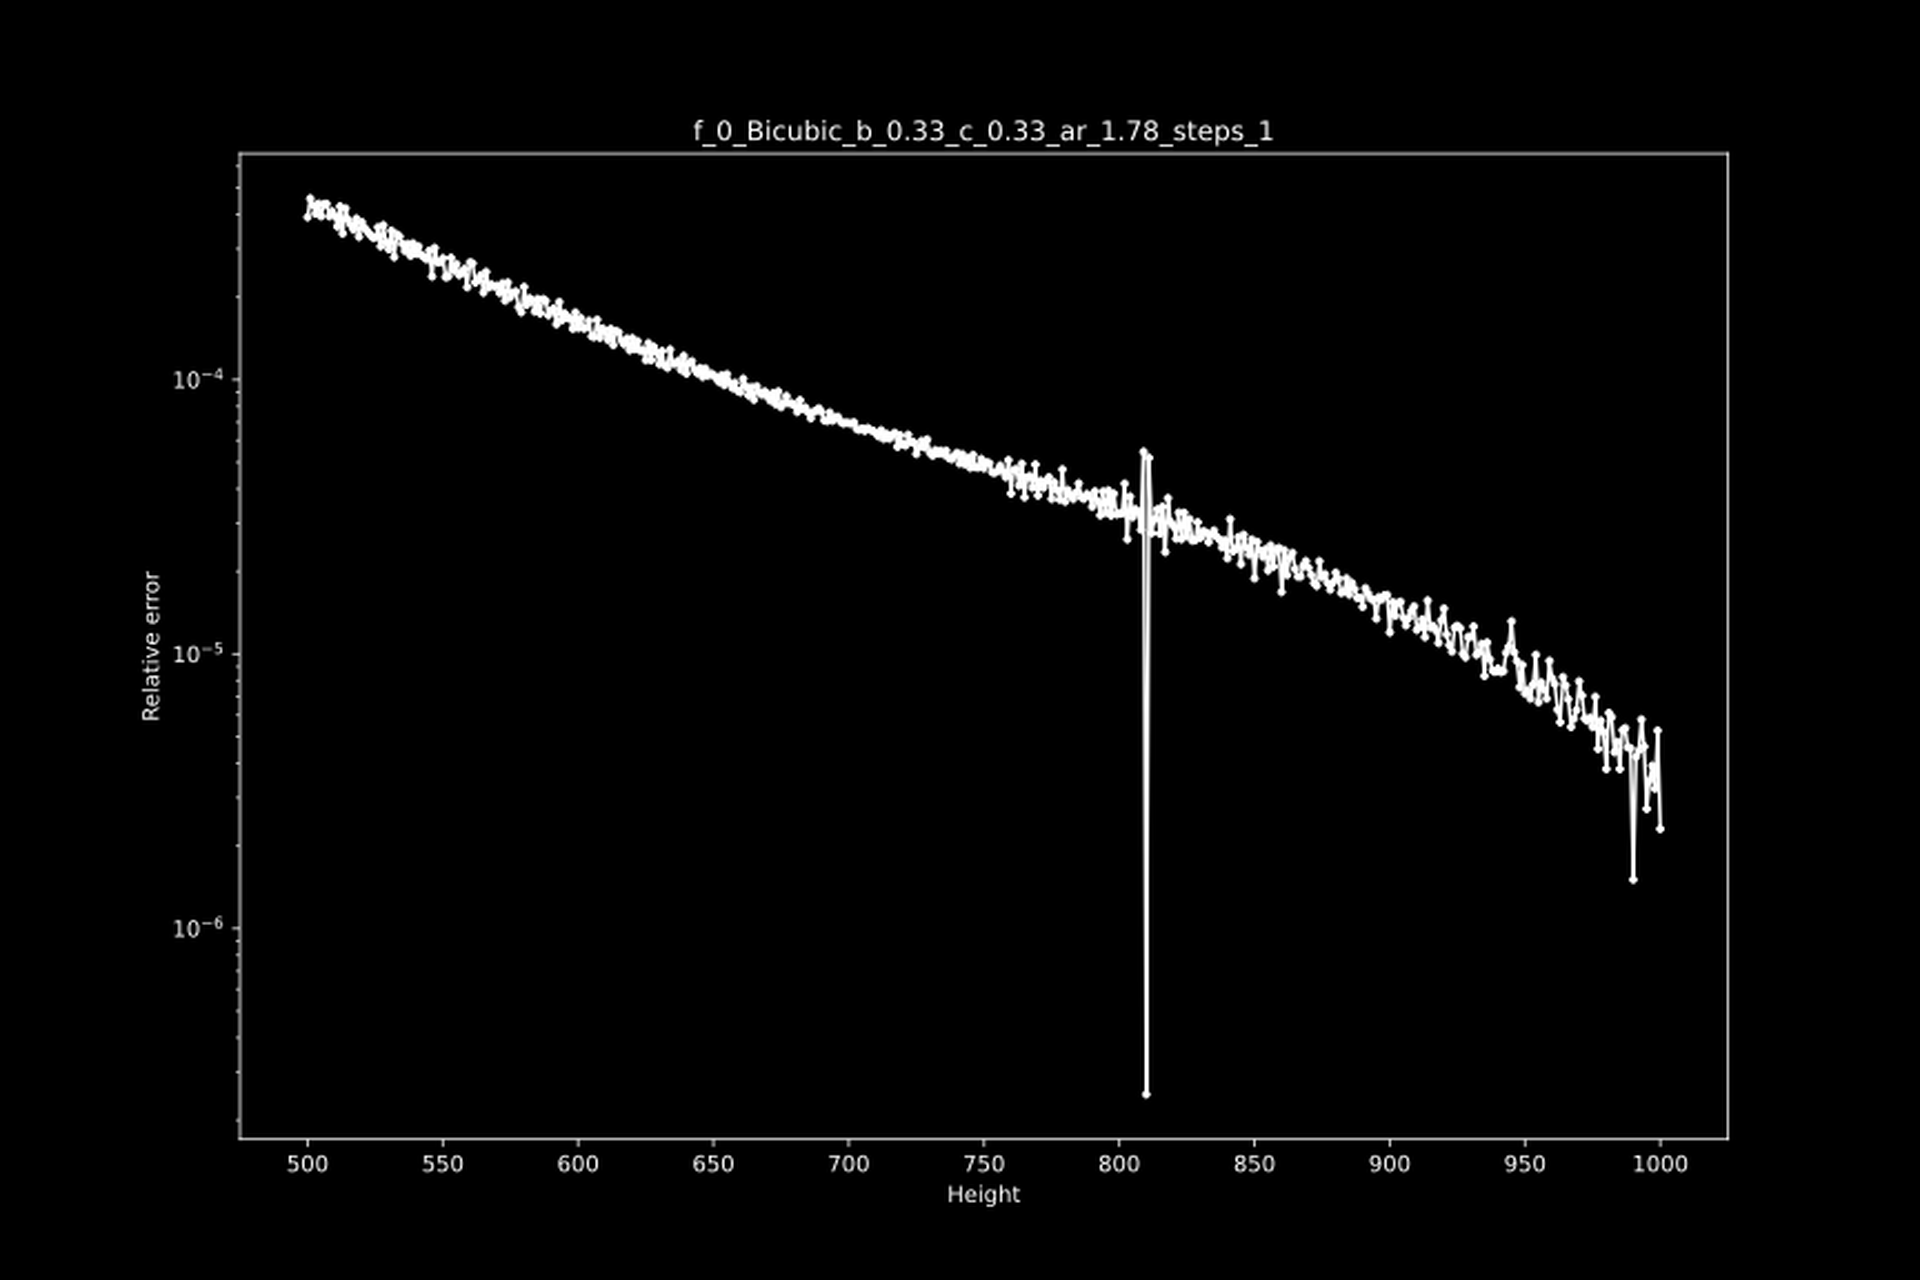 f_0_Bicubic_b_0.33_c_0.33_ar_1.78_steps_1
Relative error
10⁻⁴
10⁻⁵
10⁻⁶
500 550 600 650 700 750 800 850 900 950 1000
Height